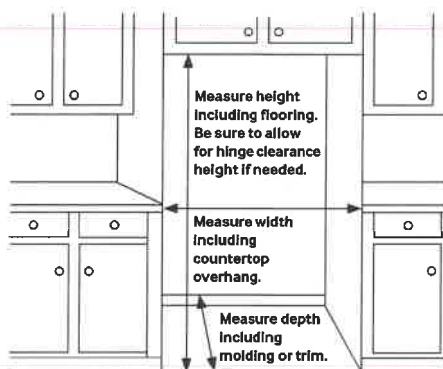 Measure height
including flooring.
Be sure to allow
for hinge clearance
height if needed.
Measure width
including
countertop
overhang.
Measure depth
including
molding or trim.